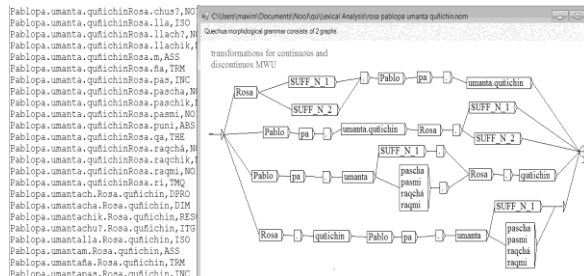 Pablopa.umanta.quñichinRosa.chus?,NO
Pablopa.umanta.quñichinRosa.lla,ISO
Pablopa.umanta.quñichinRosa.llach?,N
Pablopa.umanta.quñichinRosa.llachik,
Pablopa.umanta.quñichinRosa.m,ASS
Pablopa.umanta.quñichinRosa.ña,TRM
Pablopa.umanta.quñichinRosa.pas,INC
Pablopa.umanta.quñichinRosa.pascha,N
Pablopa.umanta.quñichinRosa.paschik,
Pablopa.umanta.quñichinRosa.pasmi,NO
Pablopa.umanta.quñichinRosa.puni,ABS
Pablopa.umanta.quñichinRosa.qa,THE
Pablopa.umanta.quñichinRosa.raqchá,N
Pablopa.umanta.quñichinRosa.raqchik,
Pablopa.umanta.quñichinRosa.raqmi,NO
Pablopa.umanta.quñichinRosa.ri,TMQ
Pablopa.umantach.Rosa.quñichin,DPRO
Pablopa.umantacha.Rosa.quñichin,DIM
Pablopa.umantachik.Rosa.quñichin,RES
Pablopa.umantachu?.Rosa.quñichin,ITG
Pablopa.umantalla.Rosa.quñichin,ISO
Pablopa.umantam.Rosa.quñichin,ASS
Pablopa.umantaña.Rosa.quñichin,TRM
Pablopa.umantapas.Rosa.quñichin,INC
C:\Users\maxim\Documents\NooJ\qu\Lexical Analysis\rosa pablopa umanta quñichin.nom
Quechua morphological grammar consists of 2 graphs.
transformations for continuous and
discontinuos MWU
Rosa SUFF_N_1 SUFF_N_2 . Pablo pa . umanta.quñichin
Pablo pa . umanta.quñichin Rosa . SUFF_N_1 SUFF_N_2
Pablo pa . umanta SUFF_N_1
pascha
pasmi
raqchá
raqmi
. Rosa . quñichin
Rosa . quñichin Pablo pa . umanta SUFF_N_1
pascha
pasmi
raqchá
raqmi